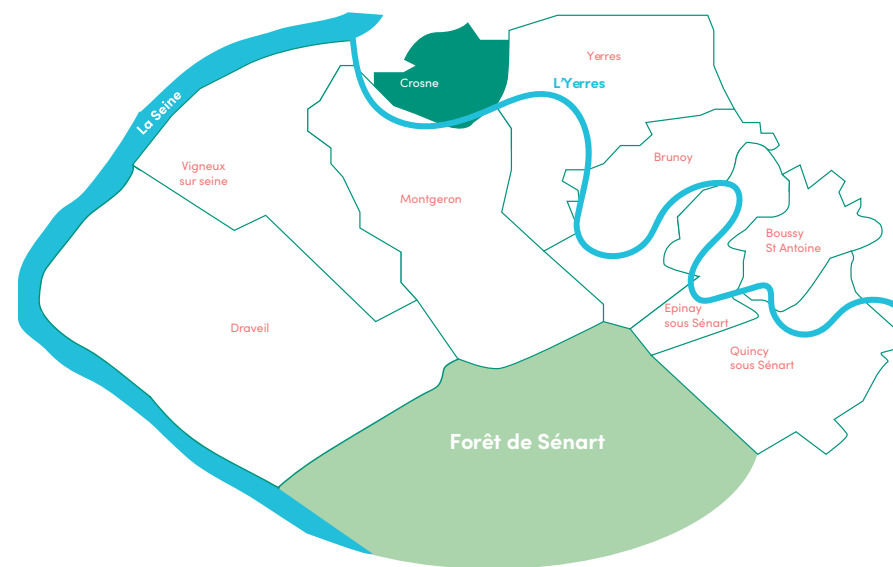 Yerres
Crosne
L'Yerres
La Seine
Brunoy
Vigneux
sur seine
Montgeron
Boussy
St Antoine
Epinay
sous Sénart
Draveil
Quincy
sous Sénart
Forêt de Sénart